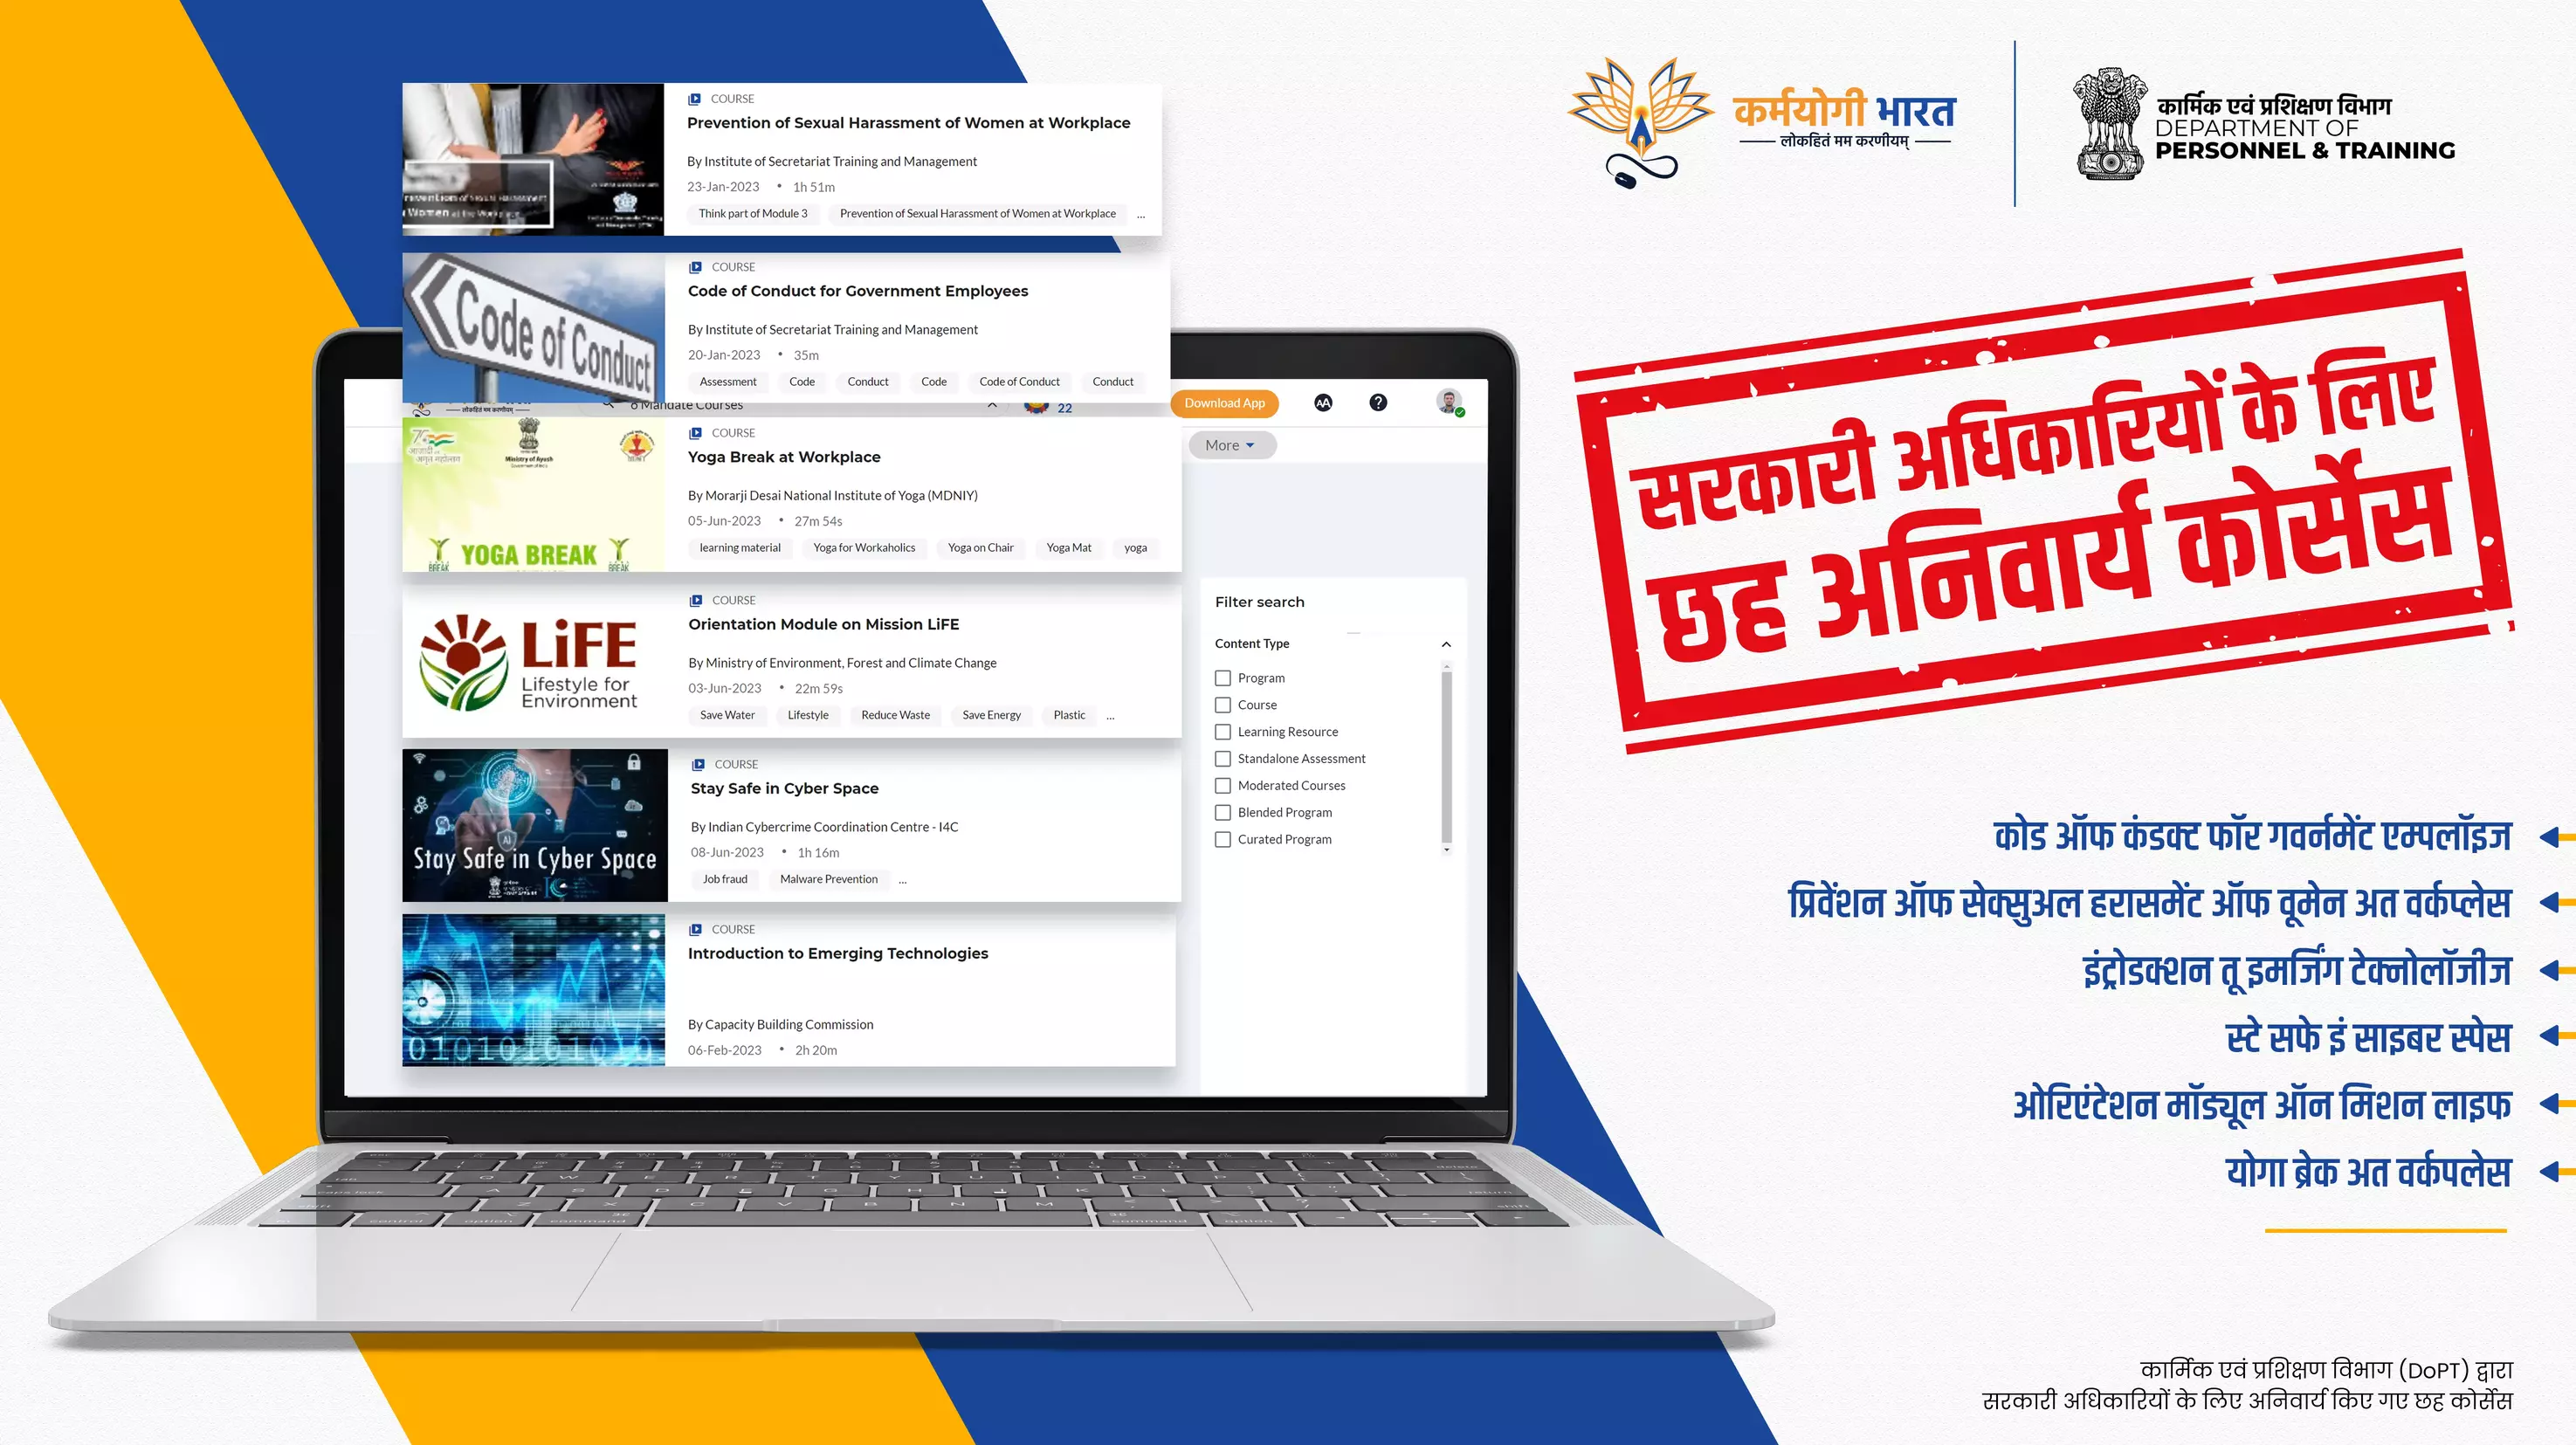 COURSE
Prevention of Sexual Harassment of Women at Workplace
By Institute of Secretariat Training and Management
23-Jan-2023 • 1h 51m
Think part of Module 3 Prevention of Sexual Harassment of Women at Workplace ...
Code of Conduct
COURSE
Code of Conduct for Government Employees
By Institute of Secretariat Training and Management
20-Jan-2023 • 35m
Assessment Code Conduct Code Code of Conduct Conduct
Mandate Courses
22
Download App
More
Ministry of Ayush
YOGA BREAK
BREAK
BREAK
COURSE
Yoga Break at Workplace
By Morarji Desai National Institute of Yoga (MDNIY)
05-Jun-2023 • 27m 54s
learning material Yoga for Workaholics Yoga on Chair Yoga Mat yoga
LiFE
Lifestyle for
Environment
COURSE
Orientation Module on Mission LiFE
By Ministry of Environment, Forest and Climate Change
03-Jun-2023 • 22m 59s
Save Water Lifestyle Reduce Waste Save Energy Plastic ...
AI
Stay Safe in Cyber Space
COURSE
Stay Safe in Cyber Space
By Indian Cybercrime Coordination Centre - I4C
08-Jun-2023 • 1h 16m
Job fraud Malware Prevention ...
COURSE
Introduction to Emerging Technologies
By Capacity Building Commission
06-Feb-2023 • 2h 20m
Filter search
Content Type
Program
Course
Learning Resource
Standalone Assessment
Moderated Courses
Blended Program
Curated Program
कर्मयोगी भारत
लोकहितं मम करणीयम्
कार्मिक एवं प्रशिक्षण विभाग
DEPARTMENT OF
PERSONNEL & TRAINING
सरकारी अधिकारियों के लिए
छह अनिवार्य कोर्सेस
कोड ऑफ कंडक्ट फॉर गवर्नमेंट एम्पलॉइज
प्रिवेंशन ऑफ सेक्सुअल हरासमेंट ऑफ वूमेन अत वर्कप्लेस
इंट्रोडक्शन तू इमर्जिंग टेक्नोलॉजीज
स्टे सफे इं साइबर स्पेस
ओरिएंटेशन मॉड्यूल ऑन मिशन लाइफ
योगा ब्रेक अत वर्कपलेस
कार्मिक एवं प्रशिक्षण विभाग (DoPT) द्वारा
सरकारी अधिकारियों के लिए अनिवार्य किए गए छह कोर्सेस